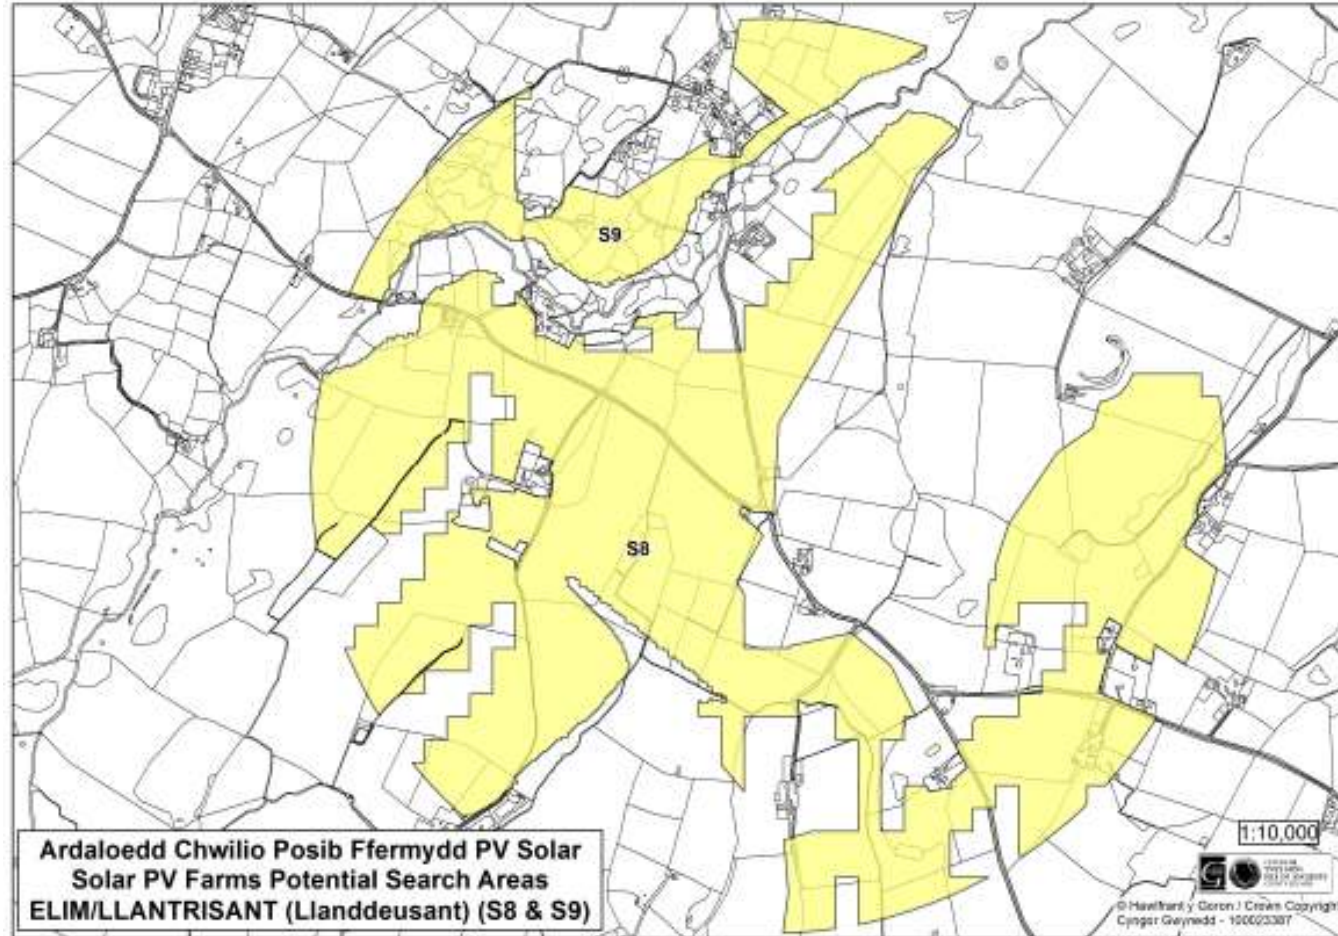 S9
S8
Ardaloedd Chwilio Posib Ffermydd PV Solar
Solar PV Farms Potential Search Areas
ELIM/LLANTRISANT (Llanddeusant) (S8 & S9)
1:10,000
© Hawlfraint y Goron / Crown Copyright
Cyngor Gwynedd - 100023387